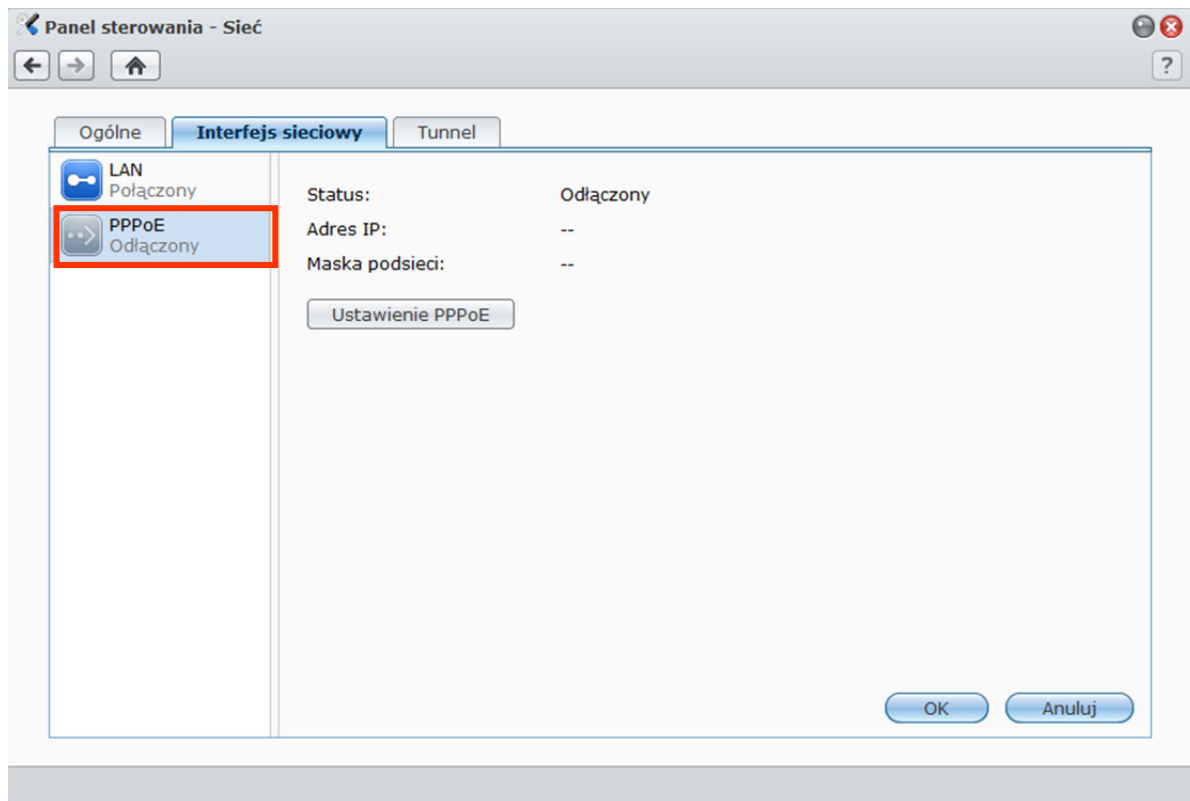 Panel sterowania - Sieć
?
Ogólne
Interfejs sieciowy
Tunnel
LAN
Połączony
PPPoE
Odłączony
Status: Odłączony
Adres IP: --
Maska podsieci: --
Ustawienie PPPoE
OK
Anuluj